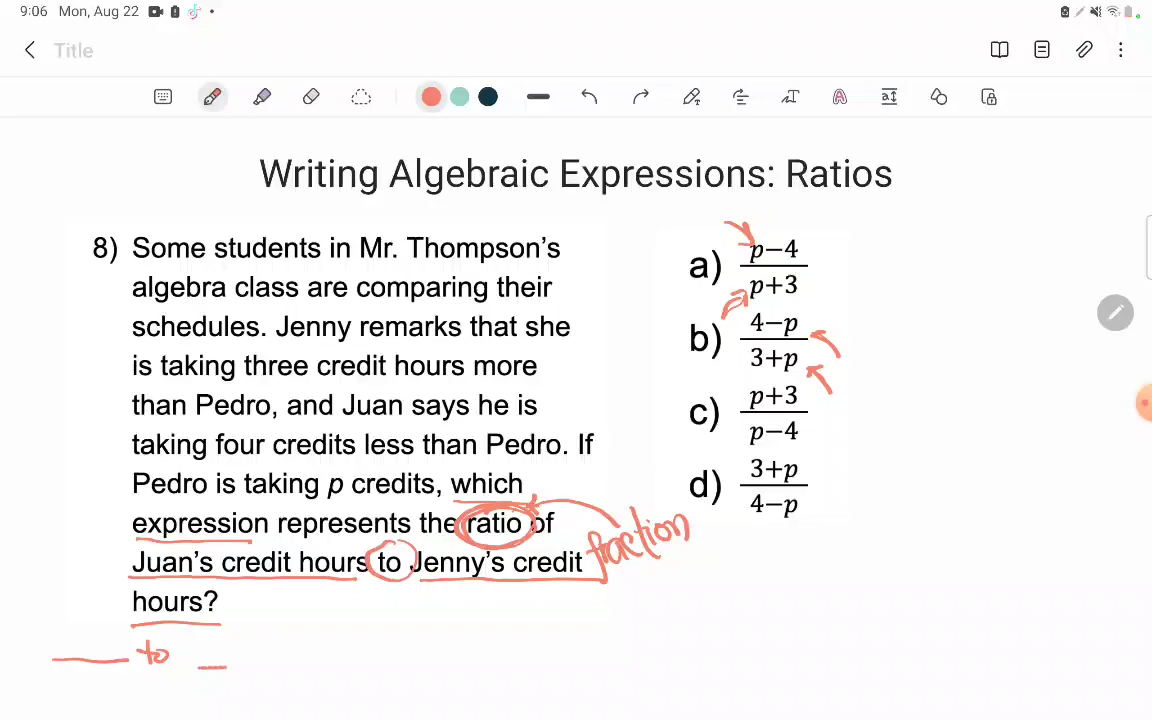 9:06 Mon, Aug 22
Title
Writing Algebraic Expressions: Ratios
8) Some students in Mr. Thompson's
algebra class are comparing their
schedules. Jenny remarks that she
is taking three credit hours more
than Pedro, and Juan says he is
taking four credits less than Pedro. If
Pedro is taking p credits, which
expression represents the ratio of
Juan's credit hours to Jenny's credit
hours?
fraction
to
a) p−4
p+3
b) 4−p
3+p
c) p+3
p−4
d) 3+p
4−p